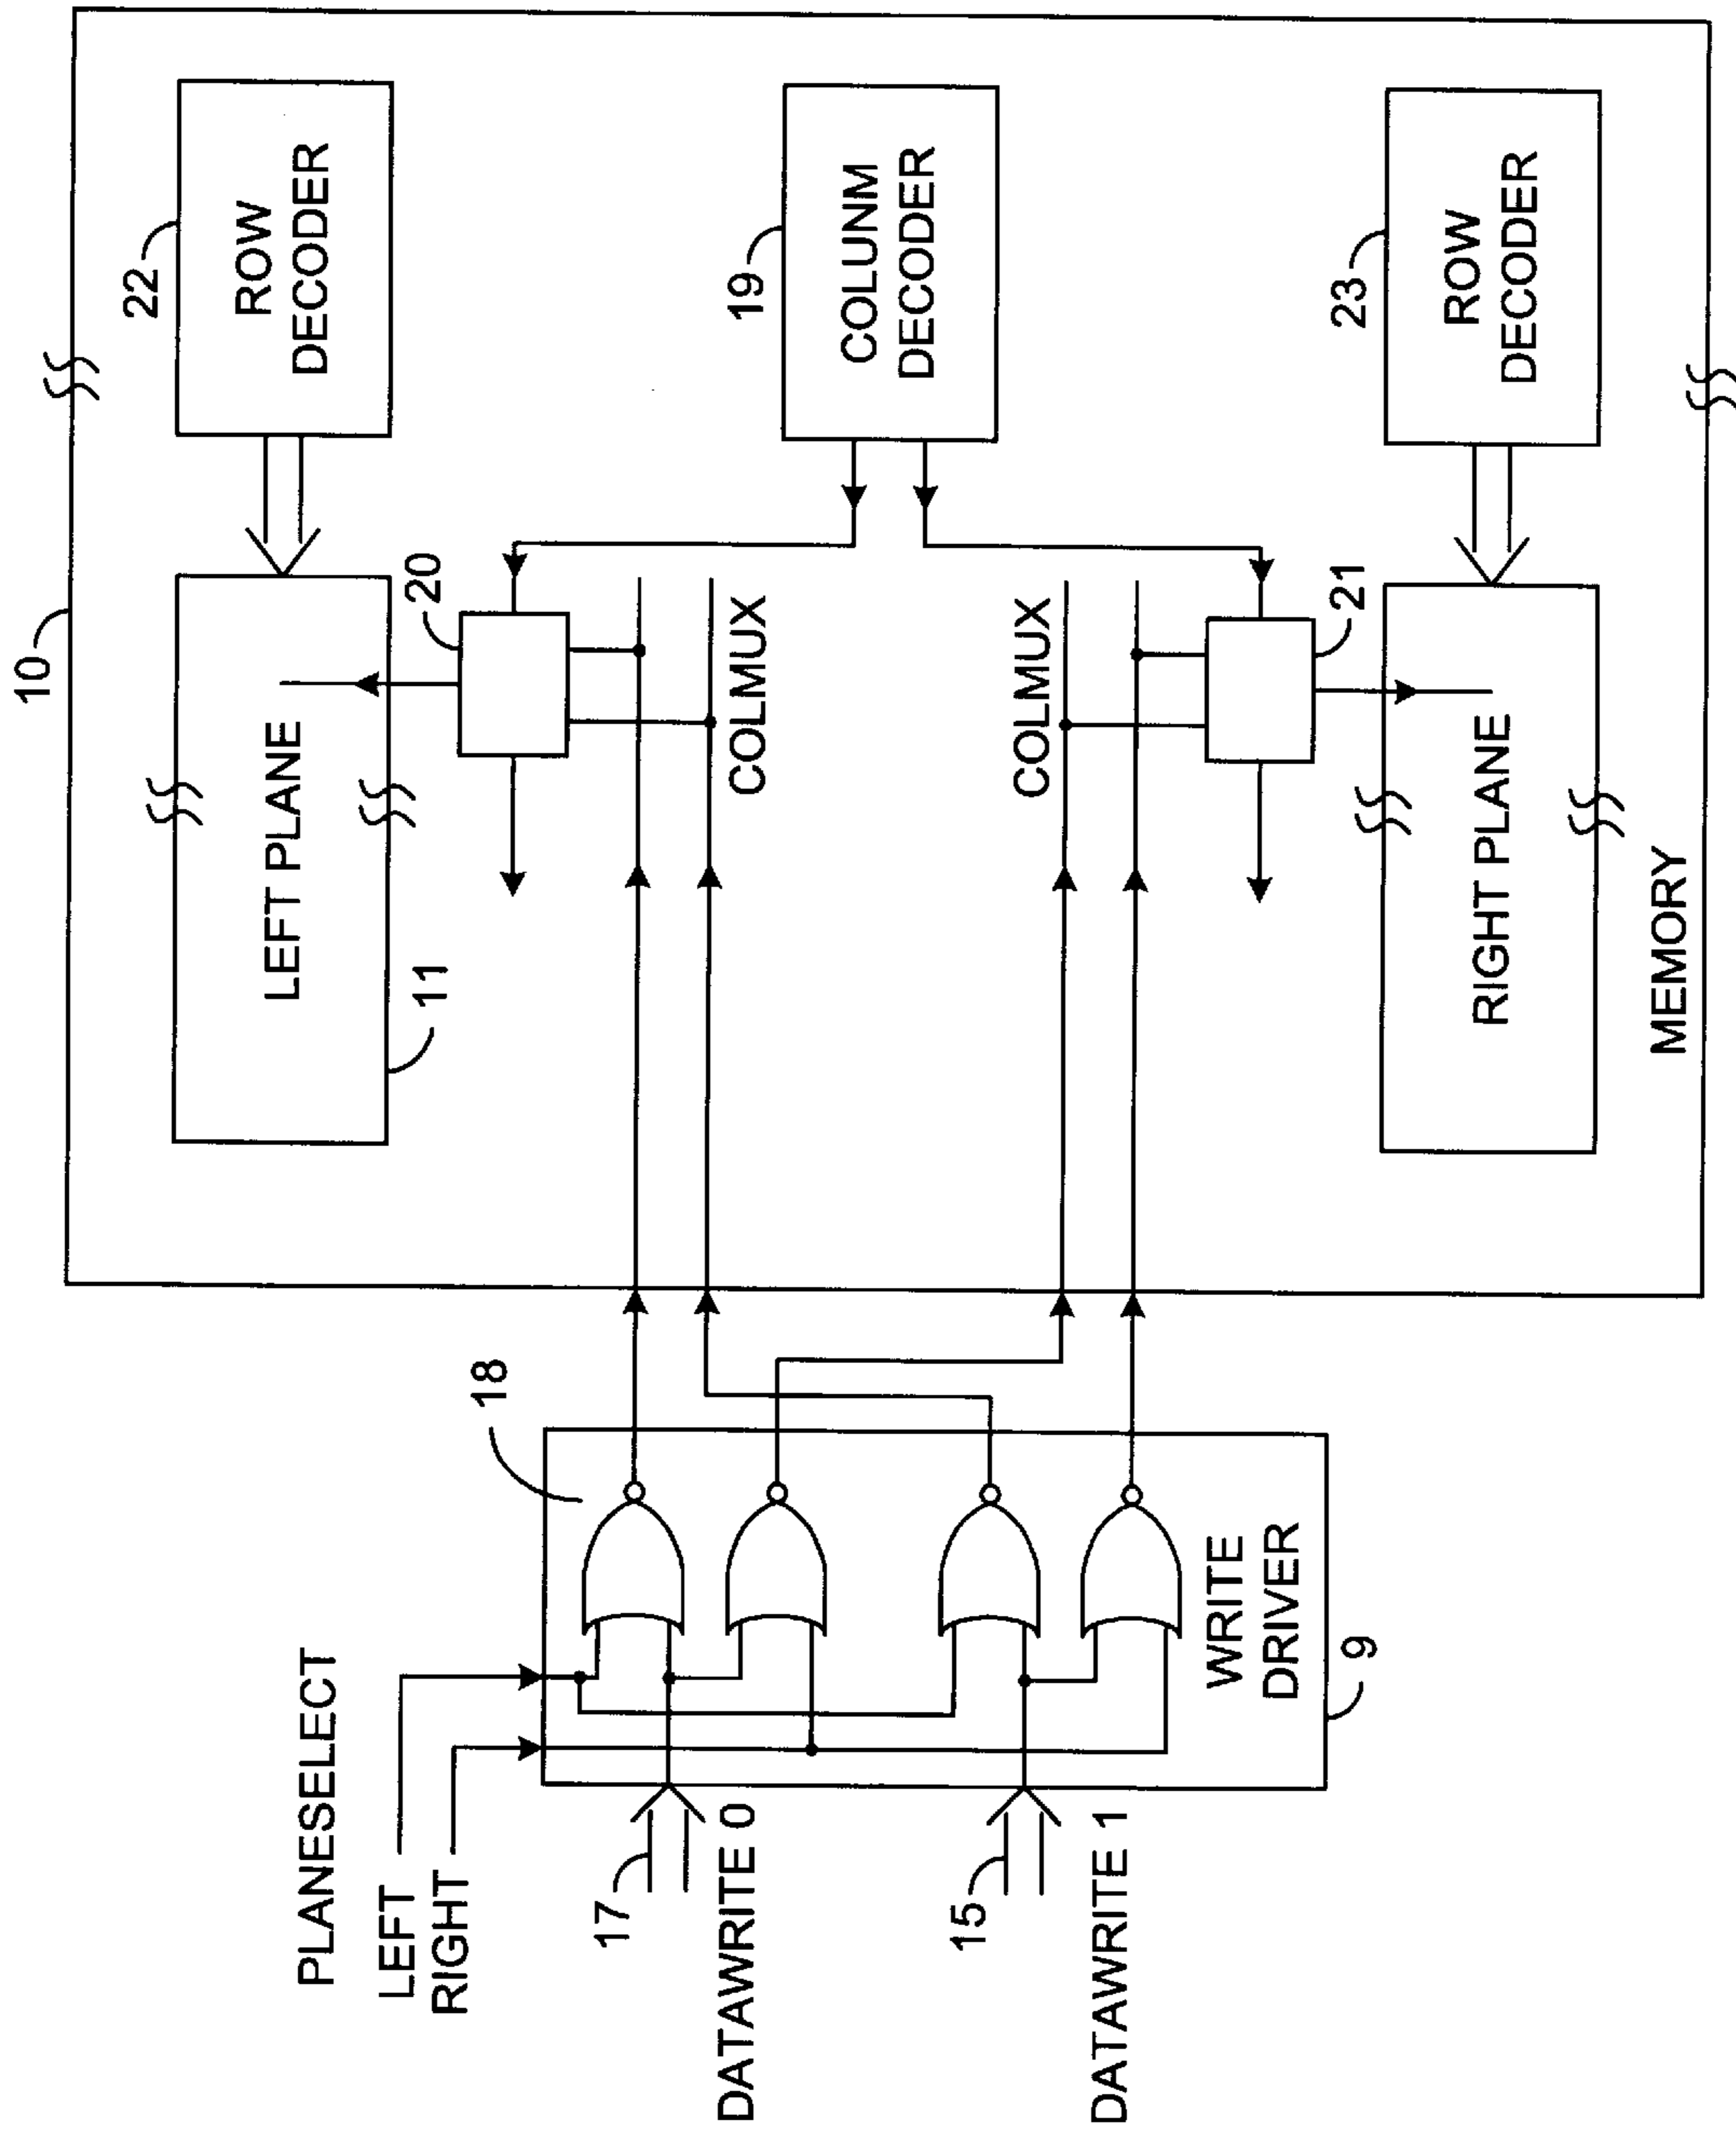 10
22
ROW
DECODER
LEFT PLANE
11
20
COLMUX
19
COLUNM
DECODER
COLMUX
21
23
ROW
DECODER
RIGHT PLANE
MEMORY
18
PLANESELECT
LEFT
RIGHT
17
DATAWRITE 0
15
DATAWRITE 1
WRITE
DRIVER
9